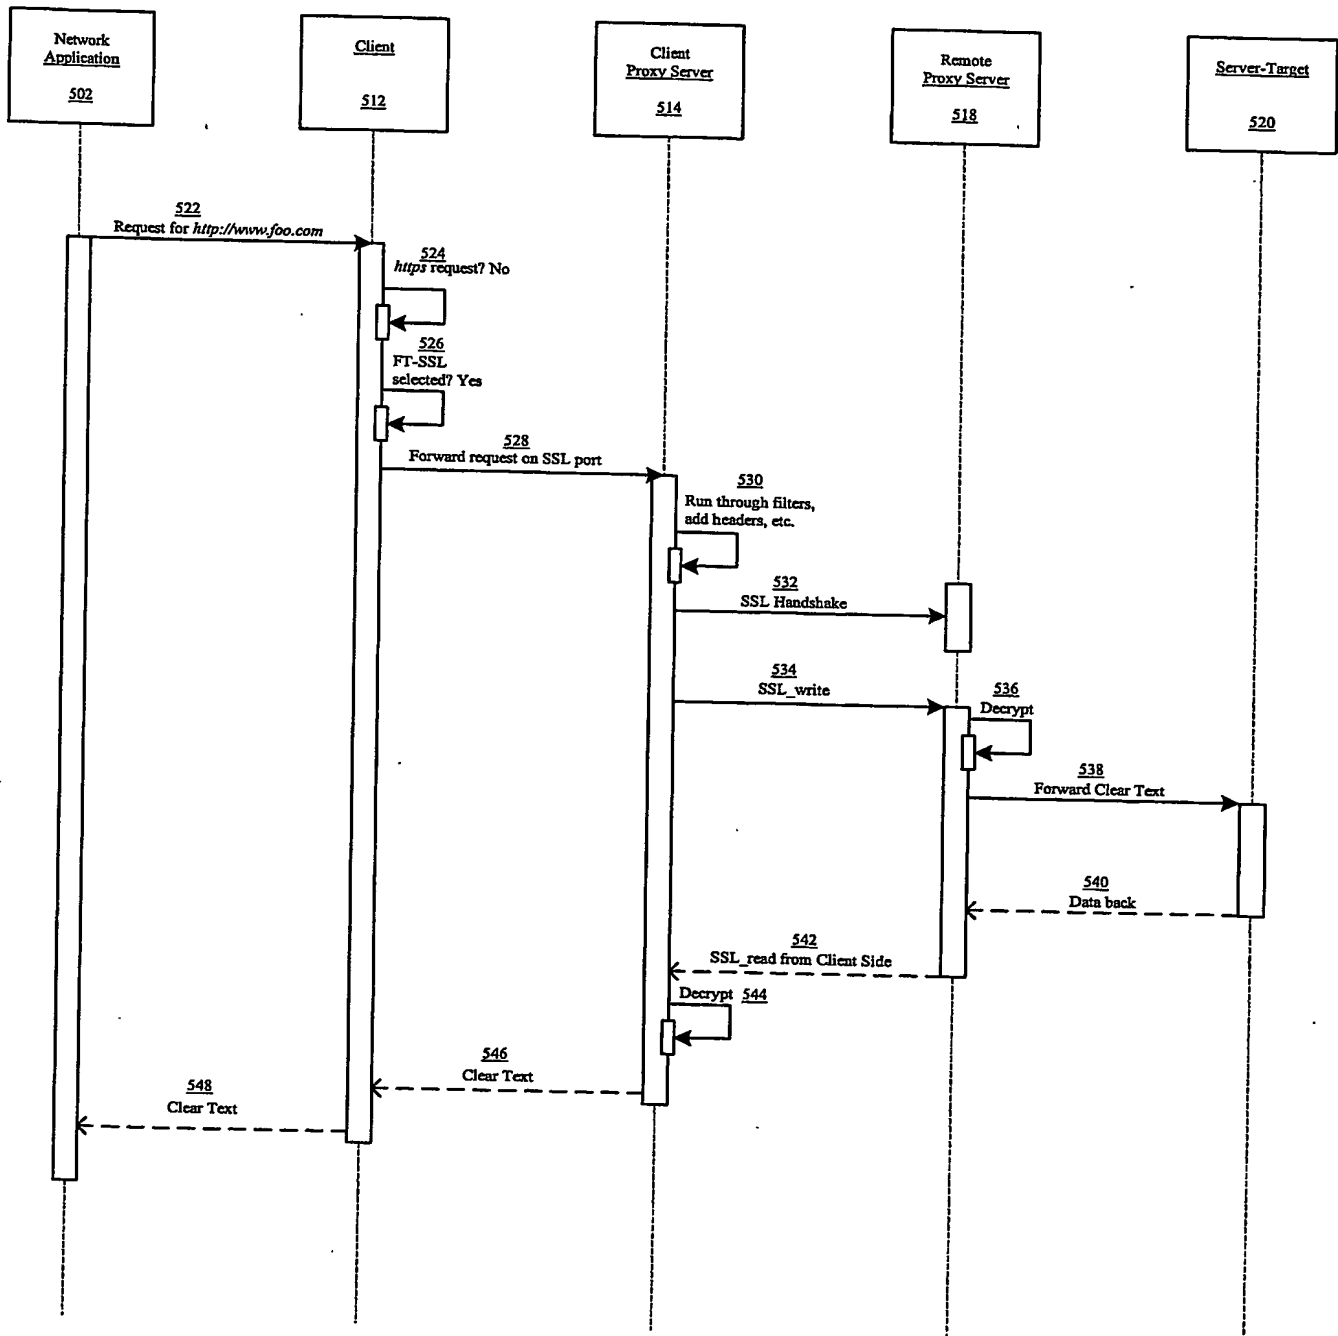 Network
Application
502
Client
512
Client
Proxy Server
514
Remote
Proxy Server
518
Server-Target
520
522
Request for http://www.foo.com
524
https request? No
526
FT-SSL
selected? Yes
528
Forward request on SSL port
530
Run through filters,
add headers, etc.
532
SSL Handshake
534
SSL_write
536
Decrypt
538
Forward Clear Text
540
Data back
542
SSL_read from Client Side
Decrypt 544
546
Clear Text
548
Clear Text